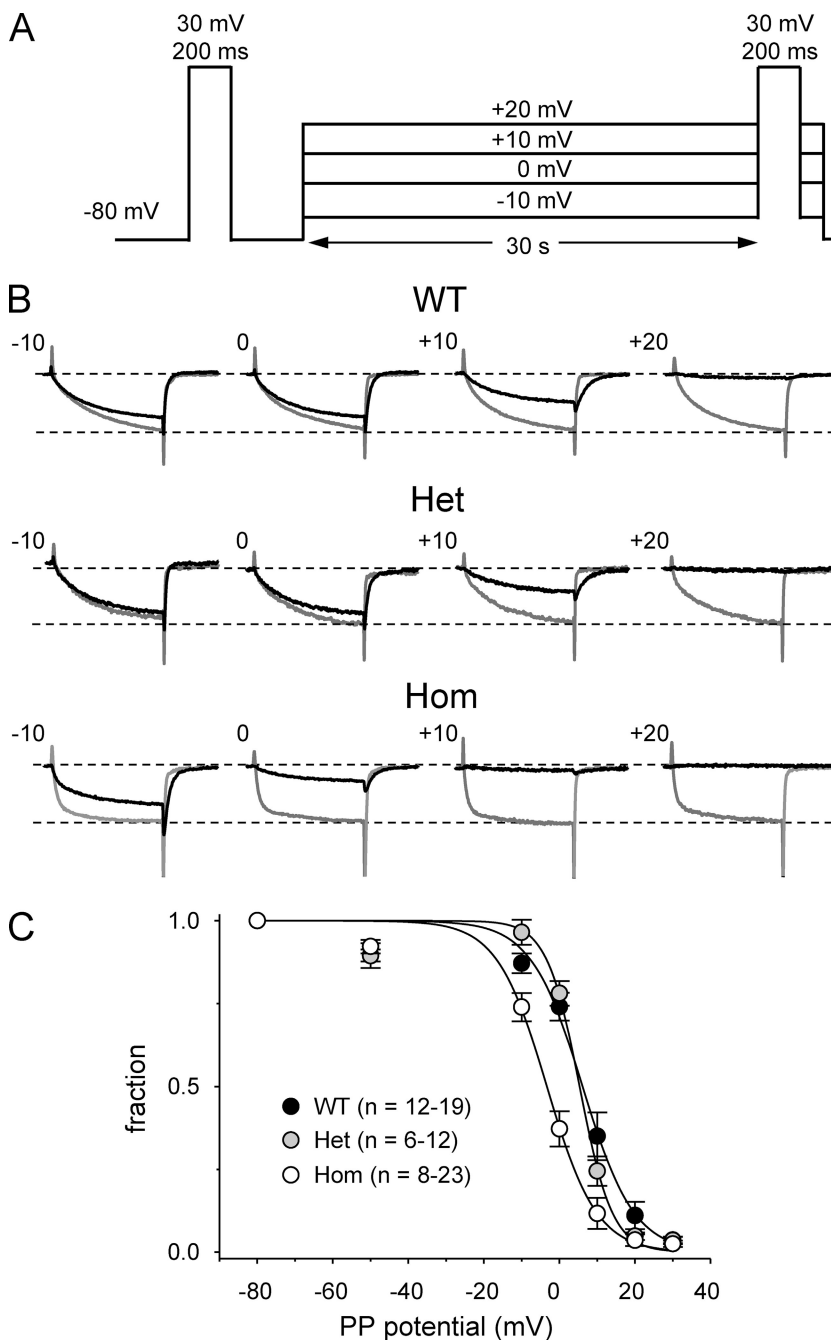 A
30 mV
200 ms
30 mV
200 ms
+20 mV
+10 mV
0 mV
-10 mV
-80 mV
30 s
B
WT
-10
0
+10
+20
Het
-10
0
+10
+20
Hom
-10
0
+10
+20
C
1.0
0.5
0.0
fraction
WT (n = 12-19)
Het (n = 6-12)
Hom (n = 8-23)
-80
-60
-40
-20
0
20
40
PP potential (mV)